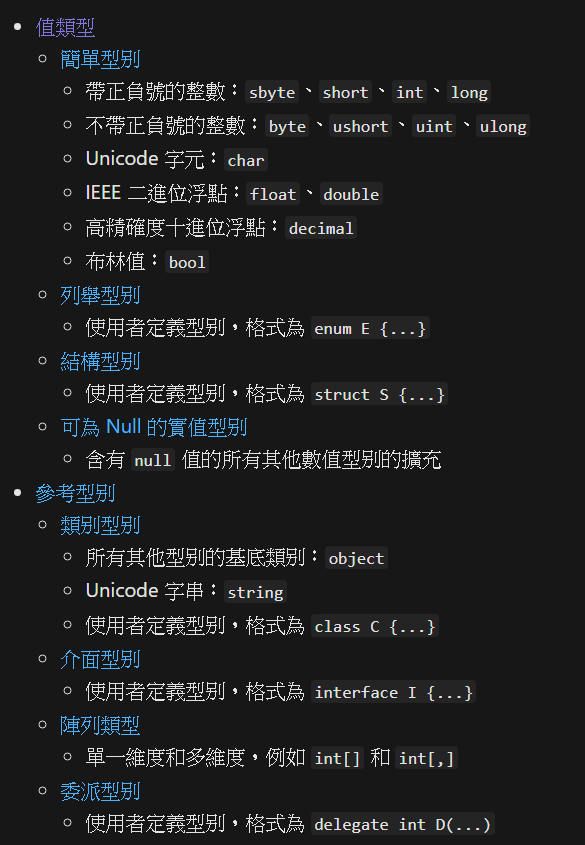 值類型
簡單型別
帶正負號的整數：sbyte、short、int、long
不帶正負號的整數：byte、ushort、uint、ulong
Unicode 字元：char
IEEE 二進位浮點：float、double
高精確度十進位浮點：decimal
布林值：bool
列舉型別
使用者定義型別，格式為 enum E {...}
結構型別
使用者定義型別，格式為 struct S {...}
可為 Null 的實值型別
含有 null 值的所有其他數值型別的擴充
參考型別
類別型別
所有其他型別的基底類別：object
Unicode 字串：string
使用者定義型別，格式為 class C {...}
介面型別
使用者定義型別，格式為 interface I {...}
陣列類型
單一維度和多維度，例如 int[] 和 int[,]
委派型別
使用者定義型別，格式為 delegate int D(...)